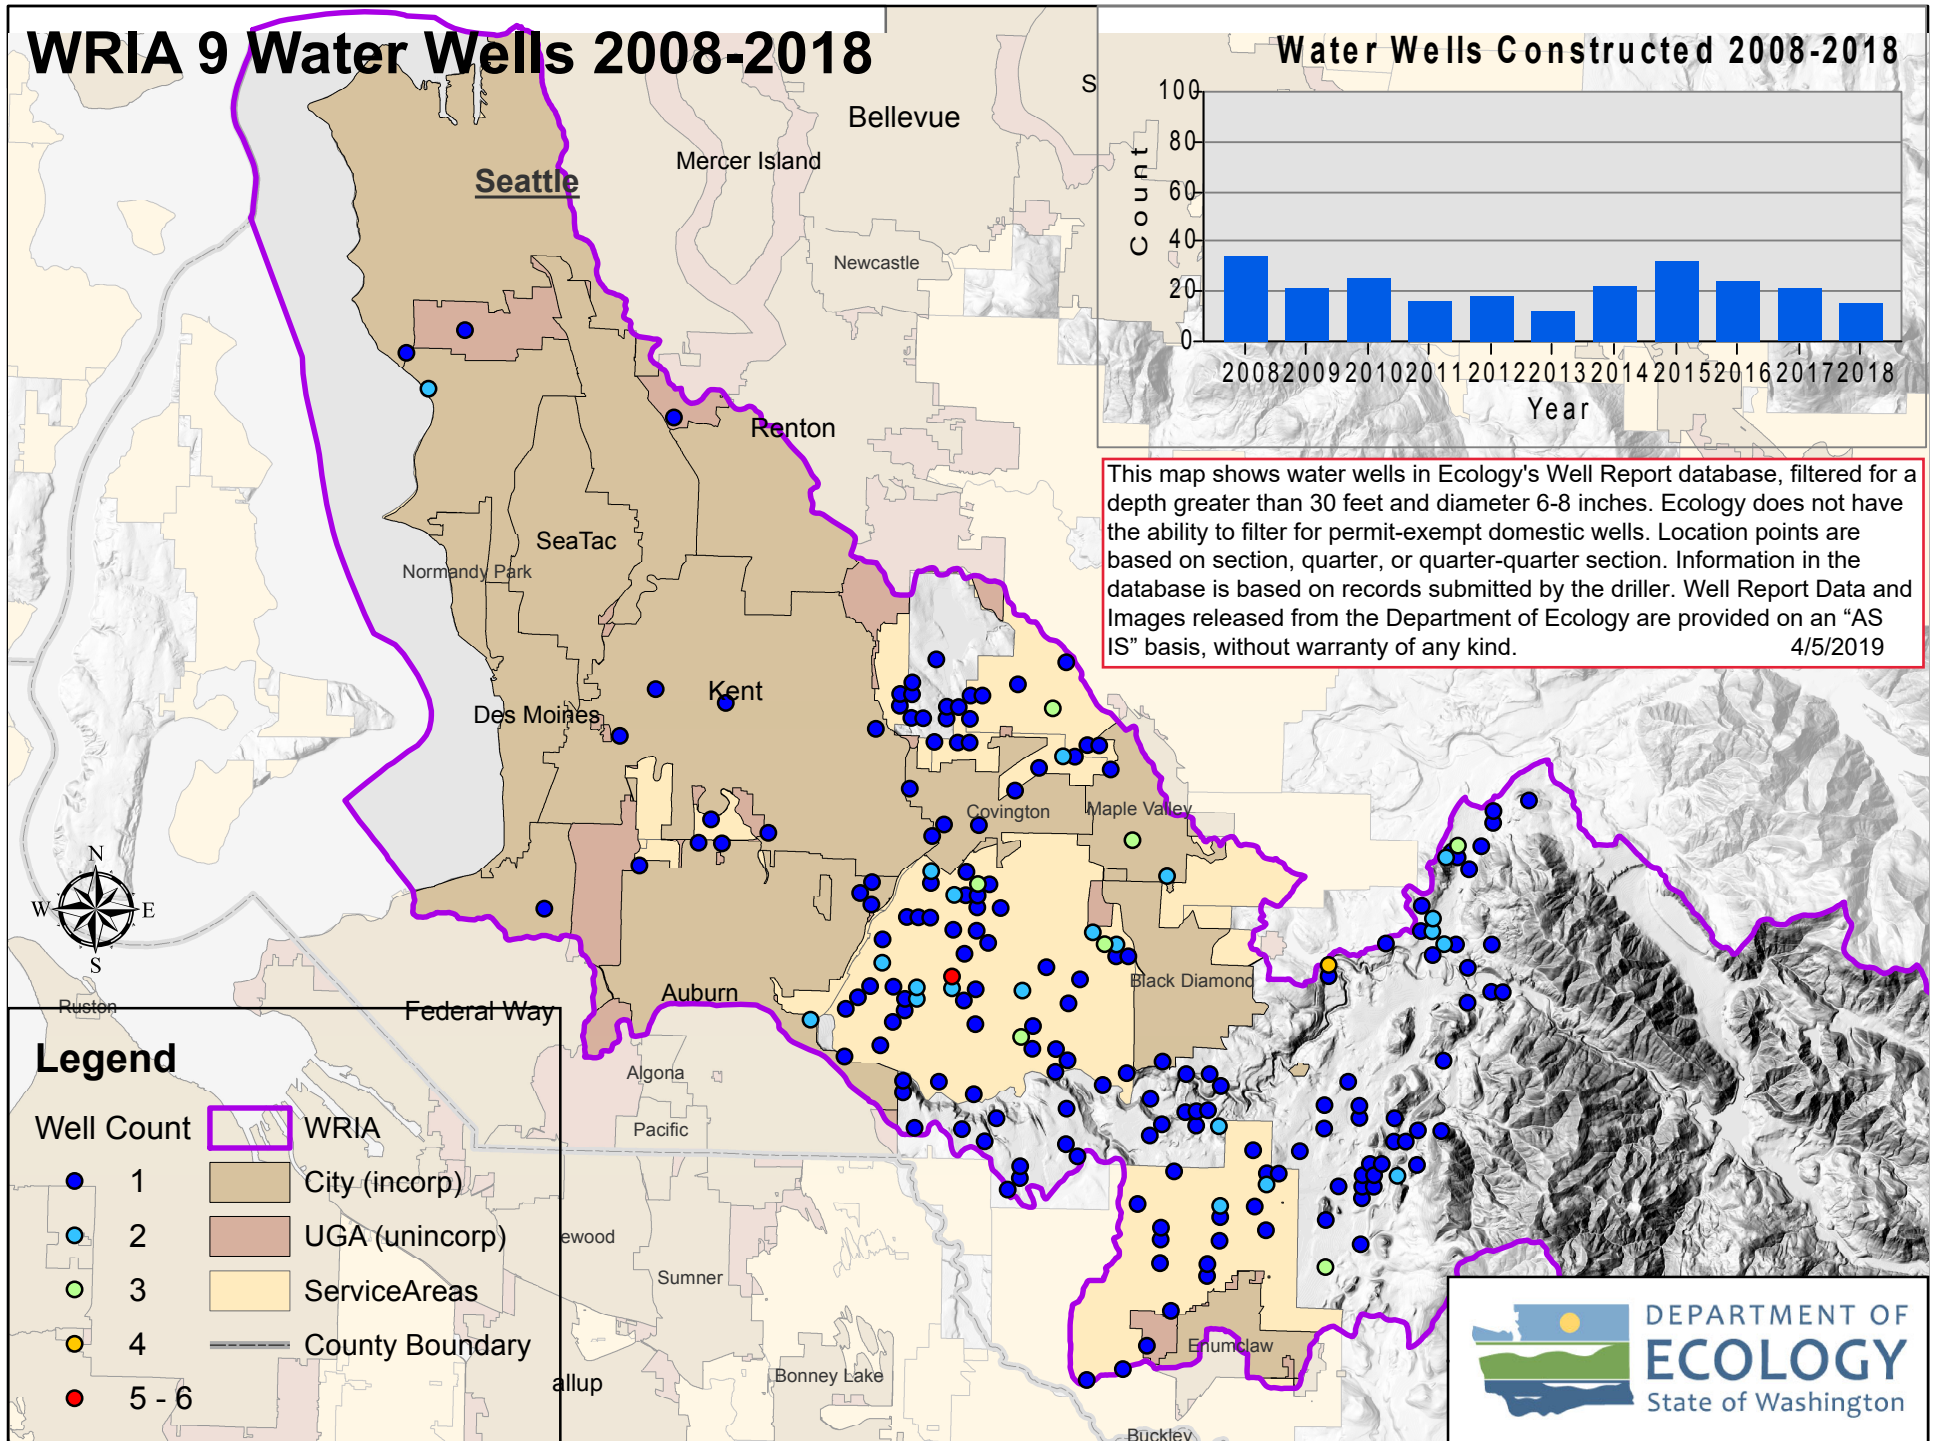 WRIA 9 Water Wells 2008-2018
Water Wells Constructed 2008-2018
100
80
60
40
20
0
Count
2008 2009 2010 2011 2012 2013 2014 2015 2016 2017 2018
Year
This map shows water wells in Ecology's Well Report database, filtered for a
depth greater than 30 feet and diameter 6-8 inches. Ecology does not have
the ability to filter for permit-exempt domestic wells. Location points are
based on section, quarter, or quarter-quarter section. Information in the
database is based on records submitted by the driller. Well Report Data and
Images released from the Department of Ecology are provided on an “AS
IS” basis, without warranty of any kind. 4/5/2019
S
Bellevue
Mercer Island
Seattle
Newcastle
Renton
SeaTac
Normandy Park
Kent
Des Moines
Covington
Maple Valley
Black Diamond
Auburn
Federal Way
Ruston
Algona
Pacific
ewood
Sumner
allup
Bonney Lake
Enumclaw
Buckley
N
W E
S
Legend
Well Count
1
2
3
4
5 - 6
WRIA
City (incorp)
UGA (unincorp)
ServiceAreas
County Boundary
DEPARTMENT OF
ECOLOGY
State of Washington